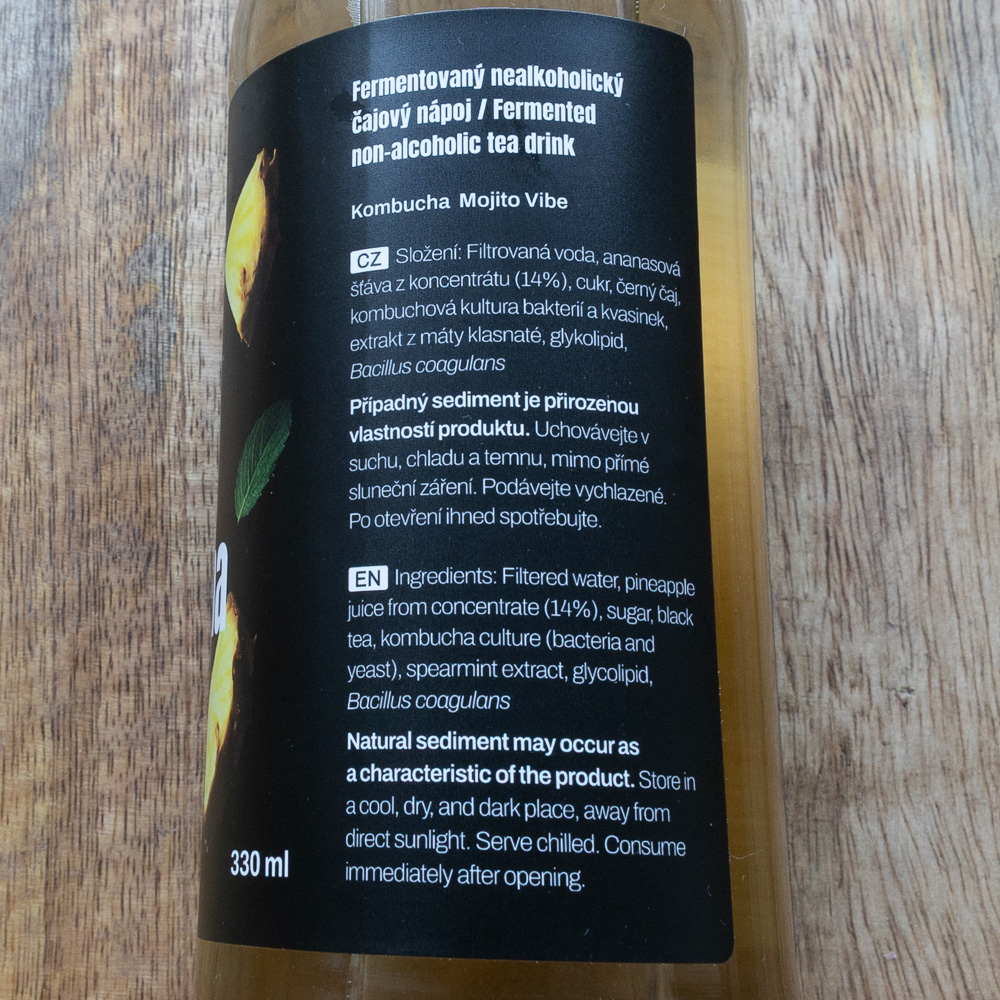 Fermentovaný nealkoholický
čajový nápoj / Fermented
non-alcoholic tea drink
Kombucha Mojito Vibe
CZ Složení: Filtrovaná voda, ananasová
šťáva z koncentrátu (14%), cukr, černý čaj,
kombuchová kultura bakterií a kvasinek,
extrakt z máty klasnaté, glykolipid,
Bacillus coagulans
Případný sediment je přirozenou
vlastností produktu. Uchovávejte v
suchu, chladu a temnu, mimo přímé
sluneční záření. Podávejte vychlazené.
Po otevření ihned spotřebujte.
EN Ingredients: Filtered water, pineapple
juice from concentrate (14%), sugar, black
tea, kombucha culture (bacteria and
yeast), spearmint extract, glycolipid,
Bacillus coagulans
Natural sediment may occur as
a characteristic of the product. Store in
a cool, dry, and dark place, away from
direct sunlight. Serve chilled. Consume
immediately after opening.
330 ml